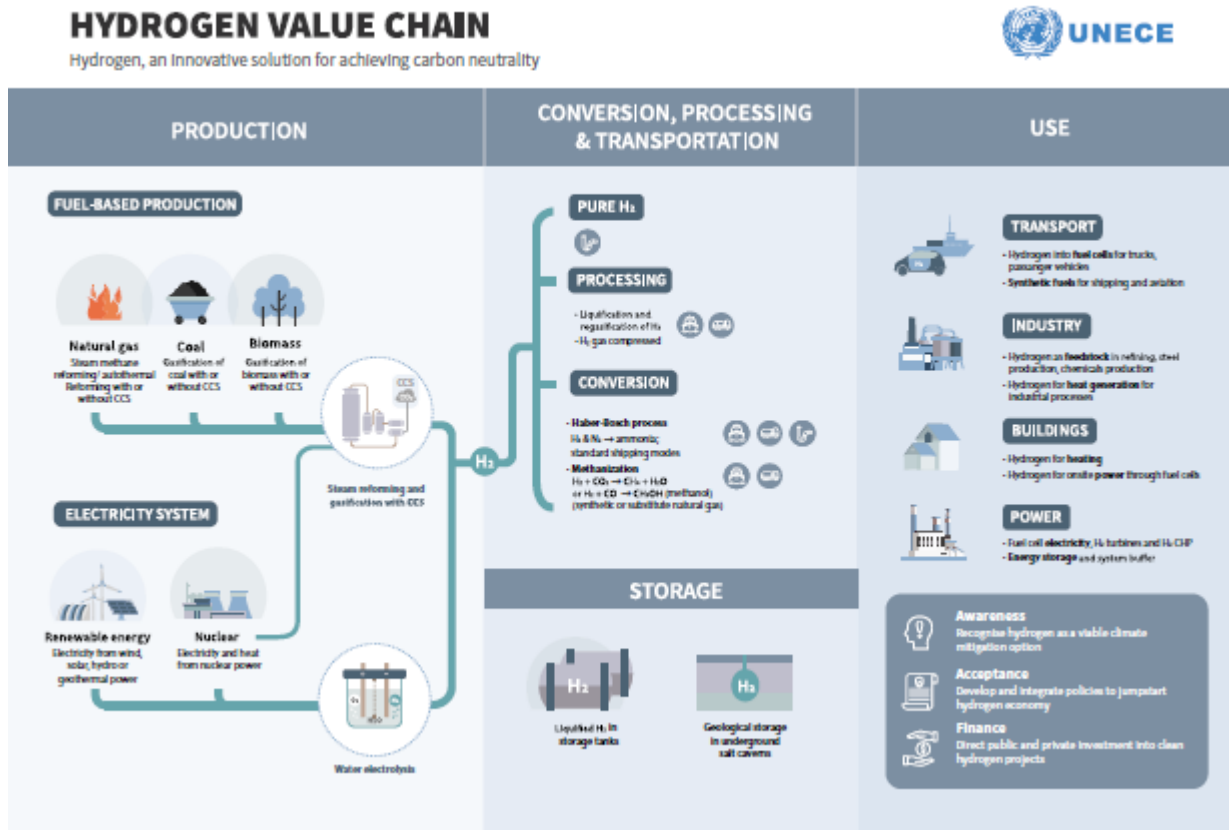 HYDROGEN VALUE CHAIN
Hydrogen, an innovative solution for achieving carbon neutrality
UNECE
PRODUCTION
FUEL-BASED PRODUCTION
Natural gas
Steam methane
reforming/ autothermal
Reforming with or
without CCS
Coal
Gasification of
coal with or
without CCS
Biomass
Gasification of
biomass with or
without CCS
CCS
Steam reforming and
gasification with CCS
ELECTRICITY SYSTEM
Renewable energy
Electricity from wind,
solar, hydro or
geothermal power
Nuclear
Electricity and heat
from nuclear power
Water electrolysis
H₂
CONVERSION, PROCESSING
& TRANSPORTATION
PURE H₂
PROCESSING
- Liquification and
regasification of H₂
- H₂ gas compressed
CONVERSION
- Haber-Bosch process
H₂ & N₂ → ammonia;
standard shipping modes
- Methanization
H₂ + CO₂ → CH₄ + H₂O
or H₂ + CO → CH₃OH (methanol)
(synthetic or substitute natural gas)
STORAGE
H₂
Liquified H₂ in
storage tanks
H₂
Geological storage
in underground
salt caverns
USE
TRANSPORT
- Hydrogen into fuel cells for trucks,
passanger vehicles
- Synthetic fuels for shipping and aviation
INDUSTRY
- Hydrogen as feedstock in refining, steel
production, chemicals production
- Hydrogen for heat generation for
industrial processes
BUILDINGS
- Hydrogen for heating
- Hydrogen for onsite power through fuel cells
POWER
- Fuel cell electricity, H₂ turbines and H₂ CHP
- Energy storage and system buffer
Awareness
Recognise hydrogen as a viable climate
mitigation option
Acceptance
Develop and integrate policies to jumpstart
hydrogen economy
Finance
Direct public and private investment into clean
hydrogen projects